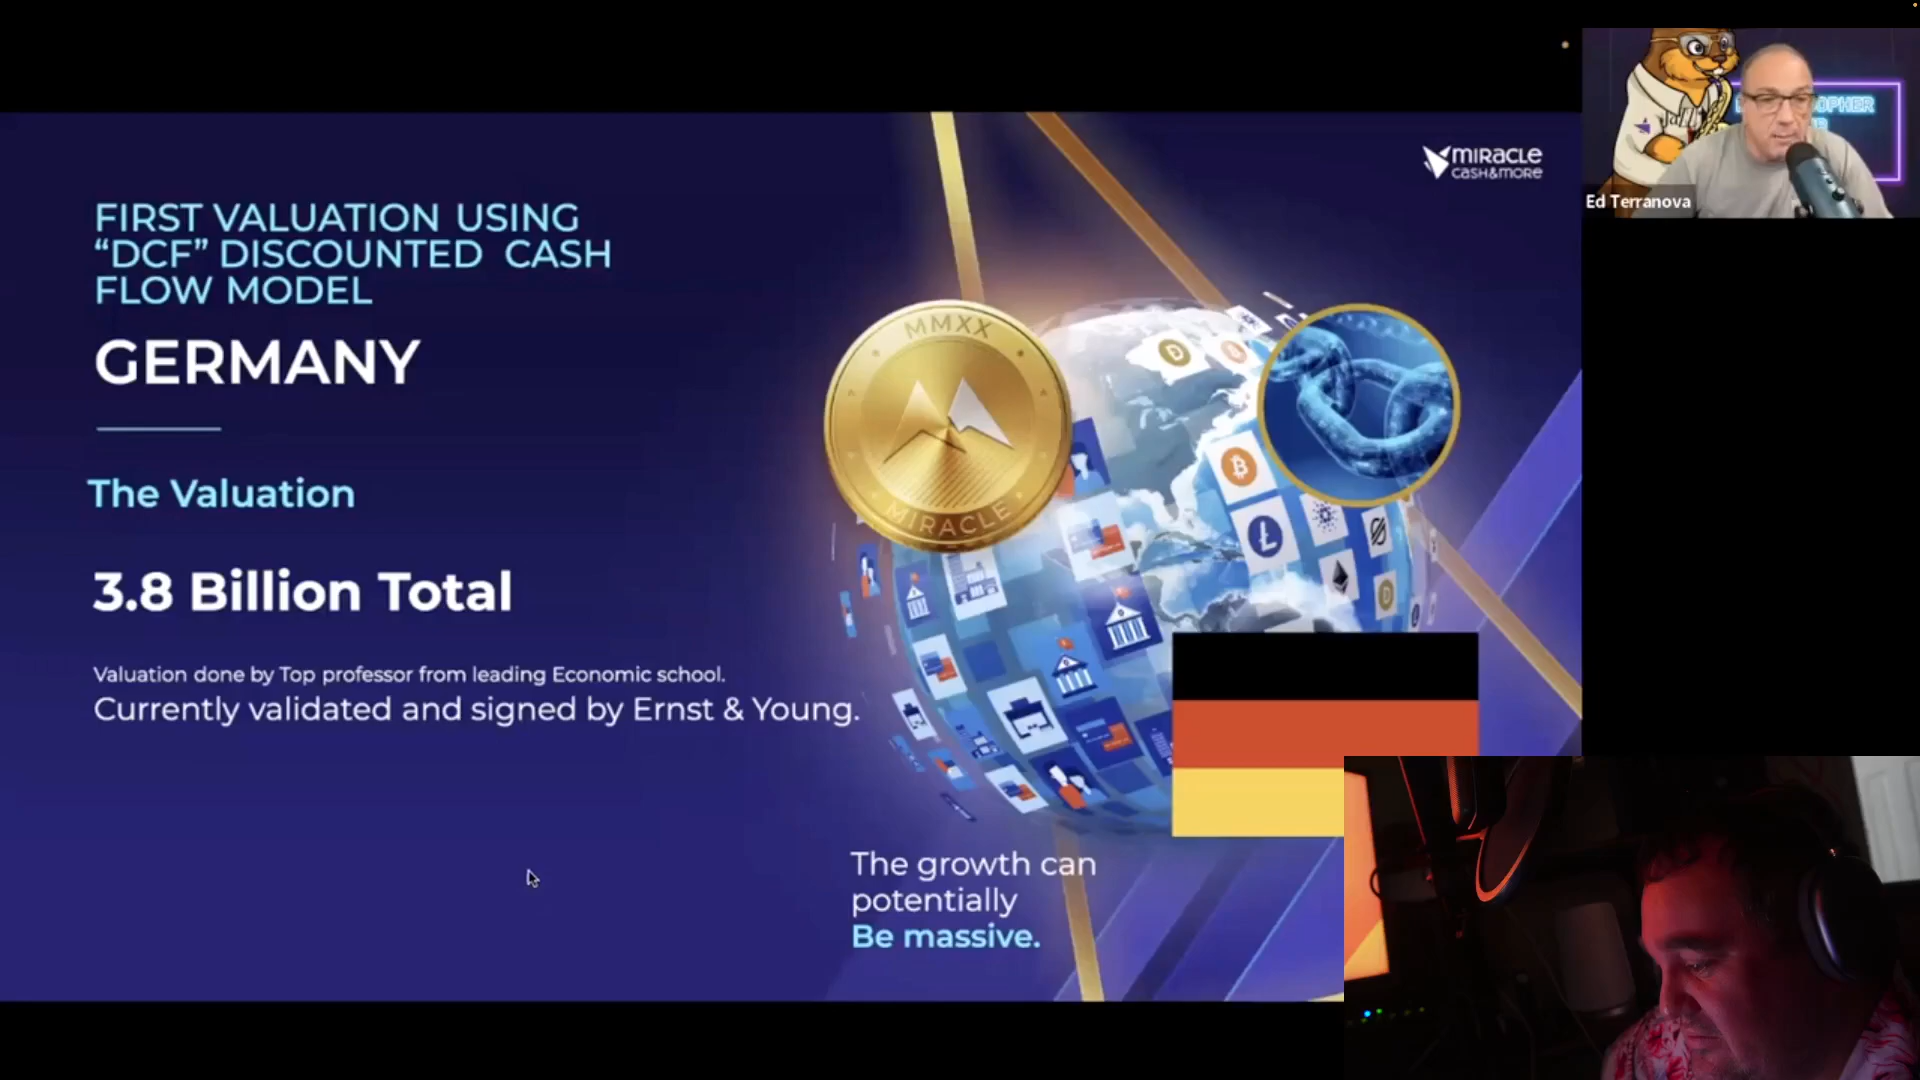 MIRACLE
CASH&MORE
FIRST VALUATION USING
“DCF” DISCOUNTED CASH
FLOW MODEL
GERMANY
The Valuation
3.8 Billion Total
Valuation done by Top professor from leading Economic school.
Currently validated and signed by Ernst & Young.
MMXX
MIRACLE
The growth can
potentially
Be massive.
Jazz
OPHER
Ed Terranova